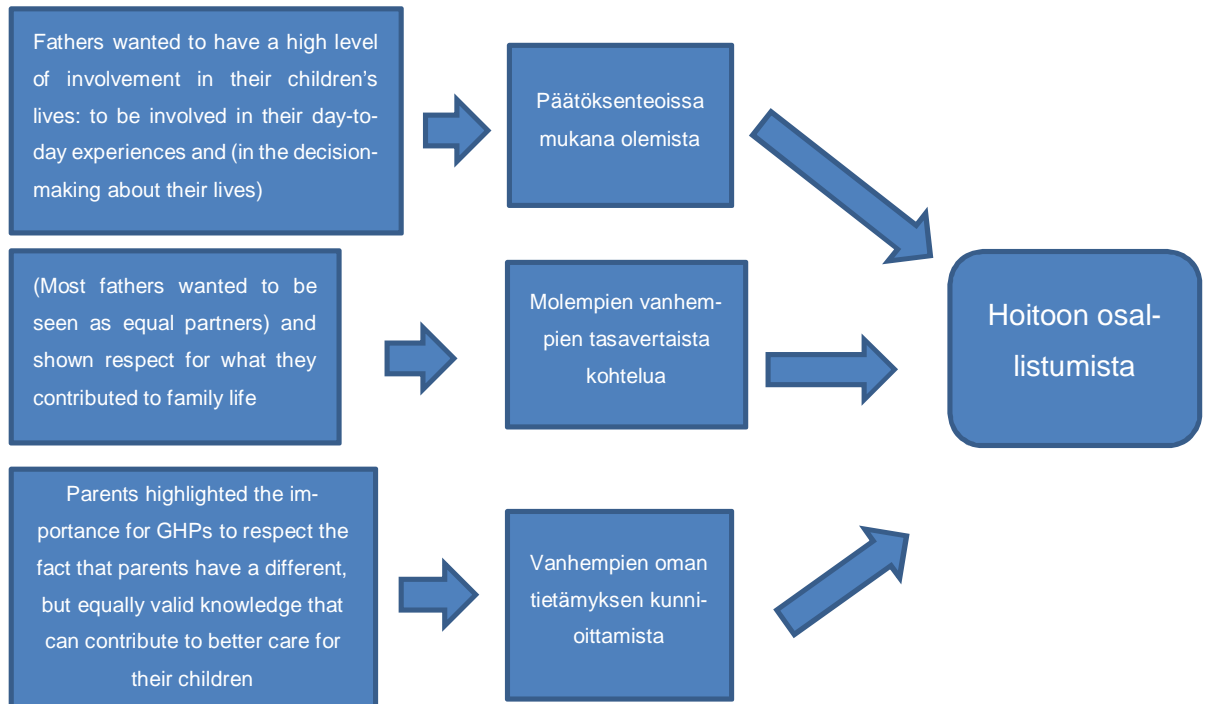 Fathers wanted to have a high level
of involvement in their children's
lives: to be involved in their day-to-
day experiences and (in the decision-
making about their lives)
Päätöksenteoissa
mukana olemista
(Most fathers wanted to be
seen as equal partners) and
shown respect for what they
contributed to family life
Molempien vanhem-
pien tasavertaista
kohtelua
Hoitoon osal-
listumista
Parents highlighted the im-
portance for GHPs to respect the
fact that parents have a different,
but equally valid knowledge that
can contribute to better care for
their children
Vanhempien oman
tietämyksen kunni-
oittamista